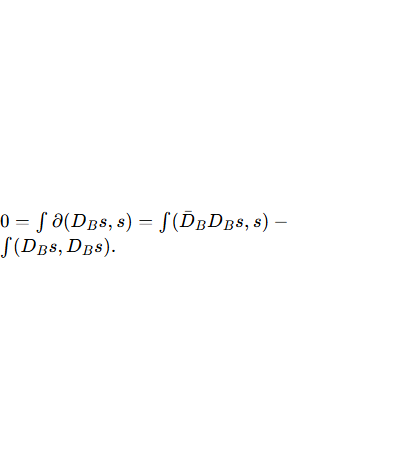 0 = ∫ ∂(D_B s, s) = ∫(D̄_B D_B s, s) −
∫(D_B s, D_B s).